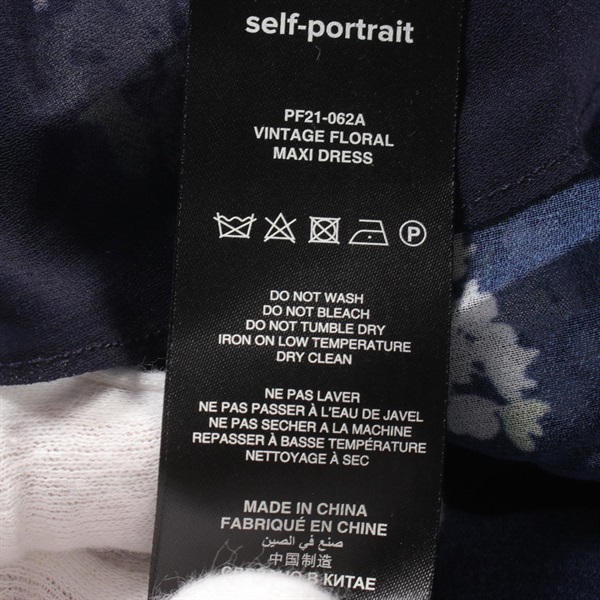 self-portrait
PF21-062A
VINTAGE FLORAL
MAXI DRESS
P
DO NOT WASH
DO NOT BLEACH
DO NOT TUMBLE DRY
IRON ON LOW TEMPERATURE
DRY CLEAN
NE PAS LAVER
NE PAS PASSER À L'EAU DE JAVEL
NE PAS SECHER A LA MACHINE
REPASSER À BASSE TEMPÉRATURE
NETTOYAGE À SEC
MADE IN CHINA
FABRIQUÉ EN CHINE
صنع في الصين
中国制造
В КИТАЕ